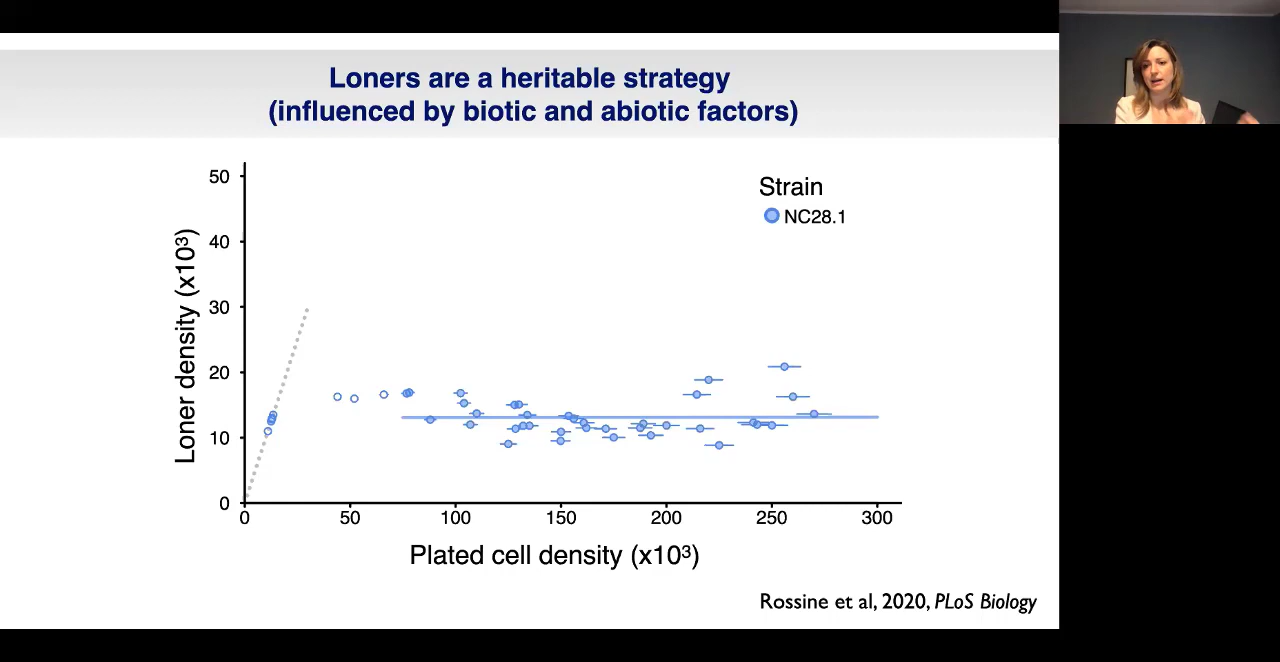 Loners are a heritable strategy
(influenced by biotic and abiotic factors)
Strain
NC28.1
Loner density (x10³)
50
40
30
20
10
0
0 50 100 150 200 250 300
Plated cell density (x10³)
Rossine et al, 2020, PLoS Biology